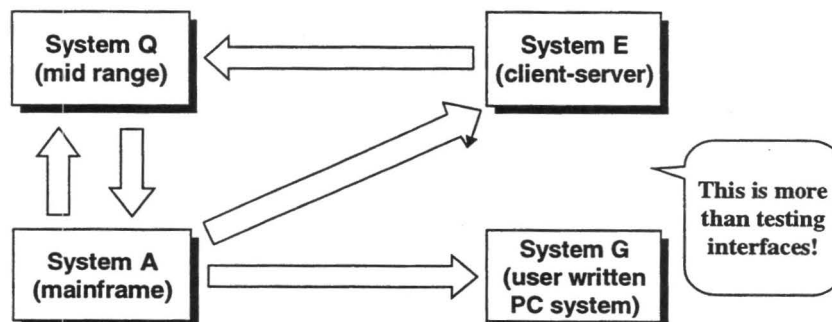 System Q
(mid range)
System E
(client-server)
This is more
than testing
interfaces!
System A
(mainframe)
System G
(user written
PC system)